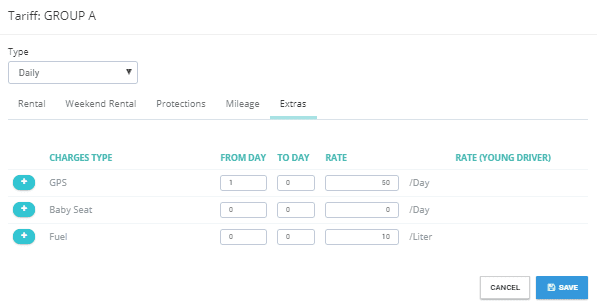 Tariff: GROUP A
Type
Daily
Rental Weekend Rental Protections Mileage Extras
CHARGES TYPE FROM DAY TO DAY RATE RATE (YOUNG DRIVER)
+ GPS 1 0 50 /Day
+ Baby Seat 0 0 0 /Day
+ Fuel 0 0 10 /Liter
CANCEL SAVE